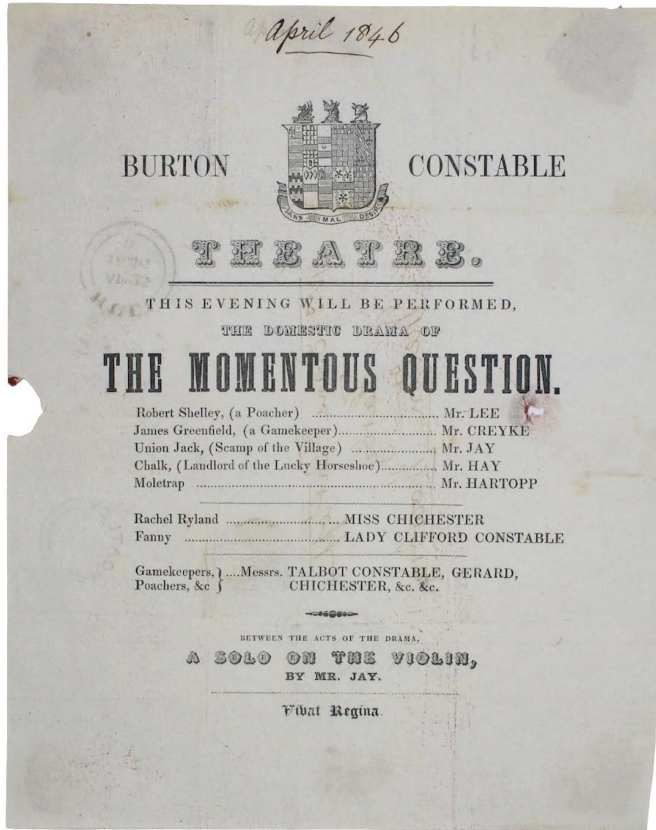 April 1846
BURTON CONSTABLE
SANS MAL DESIR
THEATRE.
THIS EVENING WILL BE PERFORMED,
THE DOMESTIC DRAMA OF
THE MOMENTOUS QUESTION.
Robert Shelley, (a Poacher) ........................ Mr. LEE
James Greenfield, (a Gamekeeper)........................ Mr. CREYKE
Union Jack, (Scamp of the Village) .................... Mr. JAY
Chalk, (Landlord of the Lucky Horseshoe)............. Mr. HAY
Moletrap .................................................. Mr. HARTOPP
Rachel Ryland ........................... MISS CHICHESTER
Fanny ................................... LADY CLIFFORD CONSTABLE
Gamekeepers, } ....Messrs. TALBOT CONSTABLE, GERARD,
Poachers, &c } CHICHESTER, &c. &c.
BETWEEN THE ACTS OF THE DRAMA,
A SOLO ON THE VIOLIN,
BY MR. JAY.
Vivat Regina.